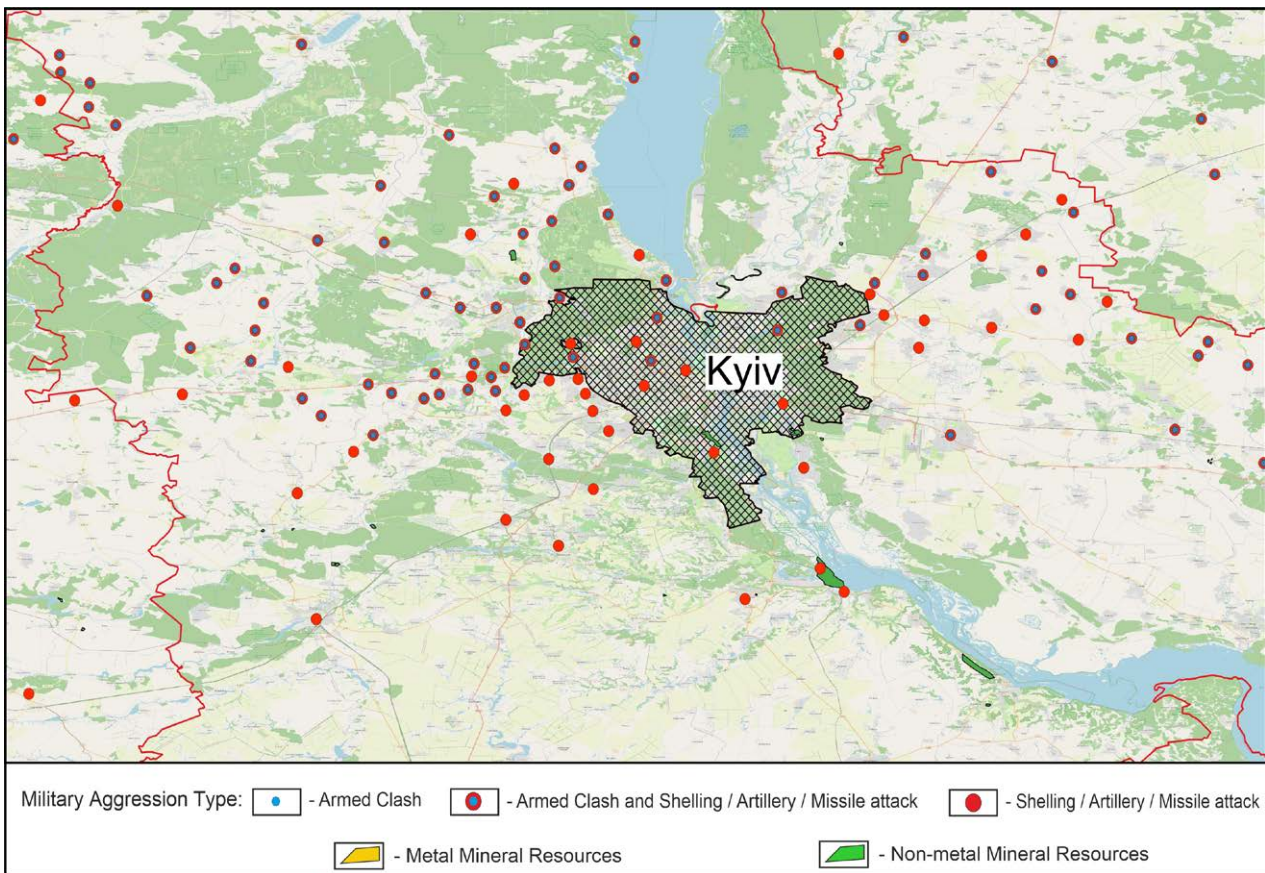 Kyiv
Military Aggression Type: - Armed Clash - Armed Clash and Shelling / Artillery / Missile attack - Shelling / Artillery / Missile attack
- Metal Mineral Resources - Non-metal Mineral Resources